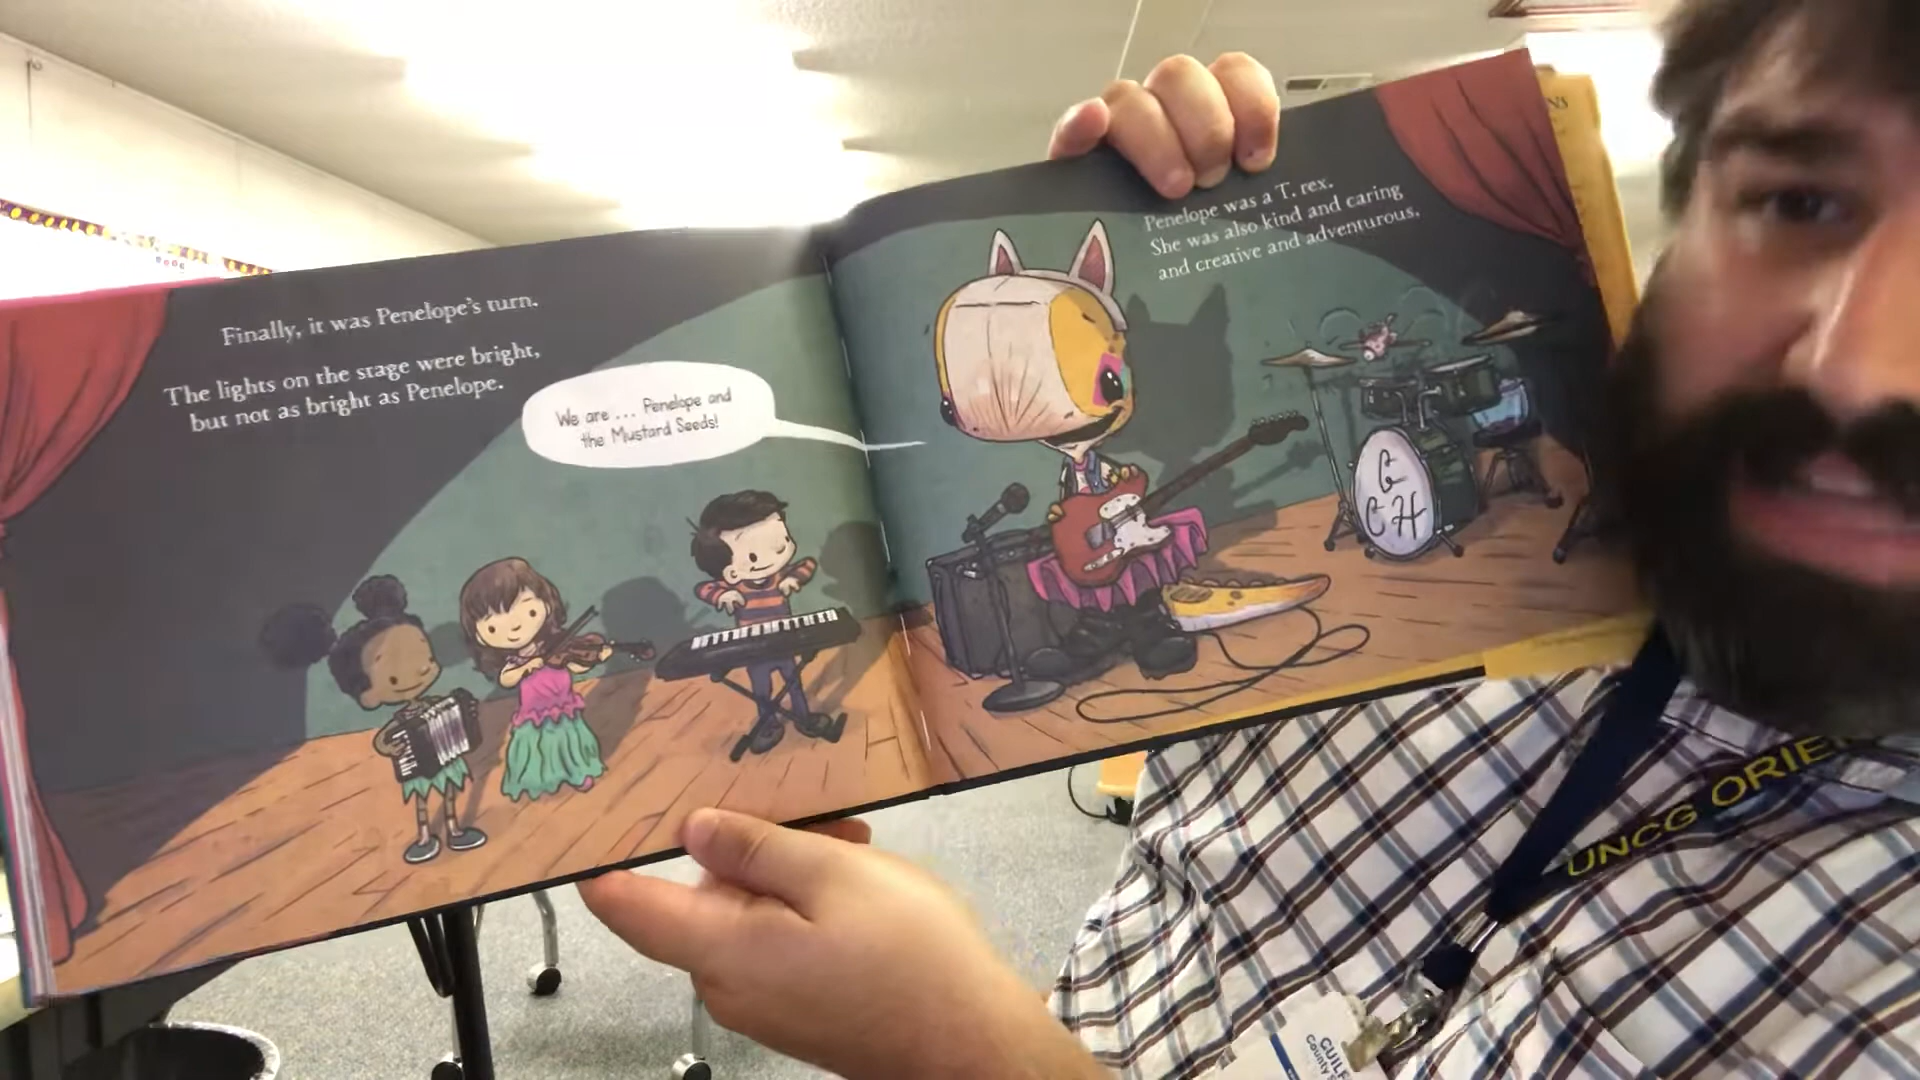 Finally, it was Penelope's turn.
The lights on the stage were bright,
but not as bright as Penelope.
We are ... Penelope and
the Mustard Seeds!
Penelope was a T. rex.
She was also kind and caring
and creative and adventurous.
G
C H
UNCG
County